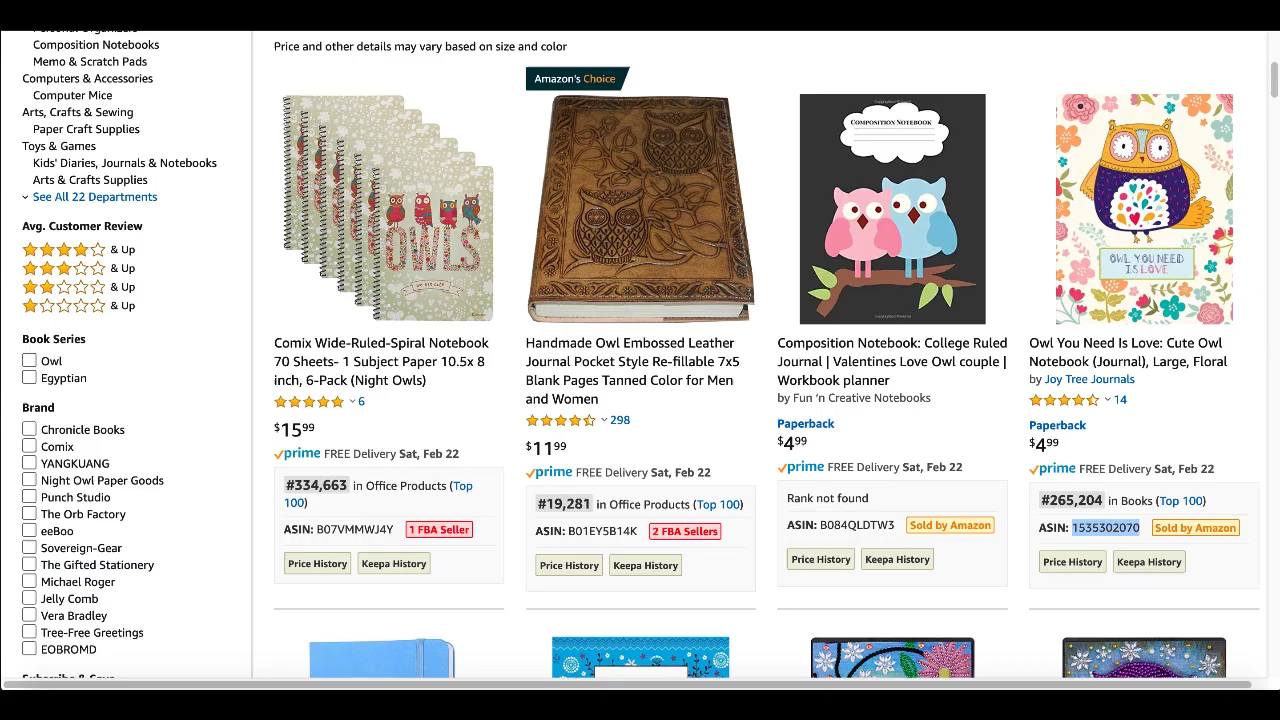 Personal Organizers
Composition Notebooks
Memo & Scratch Pads
Computers & Accessories
Computer Mice
Arts, Crafts & Sewing
Paper Craft Supplies
Toys & Games
Kids' Diaries, Journals & Notebooks
Arts & Crafts Supplies
See All 22 Departments
Avg. Customer Review
& Up
& Up
& Up
& Up
Book Series
Owl
Egyptian
Brand
Chronicle Books
Comix
YANGKUANG
Night Owl Paper Goods
Punch Studio
The Orb Factory
eeBoo
Sovereign-Gear
The Gifted Stationery
Michael Roger
Jelly Comb
Vera Bradley
Tree-Free Greetings
EOBROMD
Subscribe & Save
Price and other details may vary based on size and color
OWLS
Comix Wide-Ruled-Spiral Notebook
70 Sheets- 1 Subject Paper 10.5x 8
inch, 6-Pack (Night Owls)
6
$15 99
prime FREE Delivery Sat, Feb 22
#334,663 in Office Products (Top
100)
ASIN: B07VMMWJ4Y 1 FBA Seller
Price History Keepa History
Amazon's Choice
Handmade Owl Embossed Leather
Journal Pocket Style Re-fillable 7x5
Blank Pages Tanned Color for Men
and Women
298
$11 99
prime FREE Delivery Sat, Feb 22
#19,281 in Office Products (Top 100)
ASIN: B01EY5B14K 2 FBA Sellers
Price History Keepa History
COMPOSITION NOTEBOOK
Composition Notebook: College Ruled
Journal | Valentines Love Owl couple |
Workbook planner
by Fun 'n Creative Notebooks
Paperback
$4 99
prime FREE Delivery Sat, Feb 22
Rank not found
ASIN: B084QLDTW3 Sold by Amazon
Price History Keepa History
OWL YOU NEED
IS LOVE
Owl You Need Is Love: Cute Owl
Notebook (Journal), Large, Floral
by Joy Tree Journals
14
Paperback
$4 99
prime FREE Delivery Sat, Feb 22
#265,204 in Books (Top 100)
ASIN: 1535302070 Sold by Amazon
Price History Keepa History